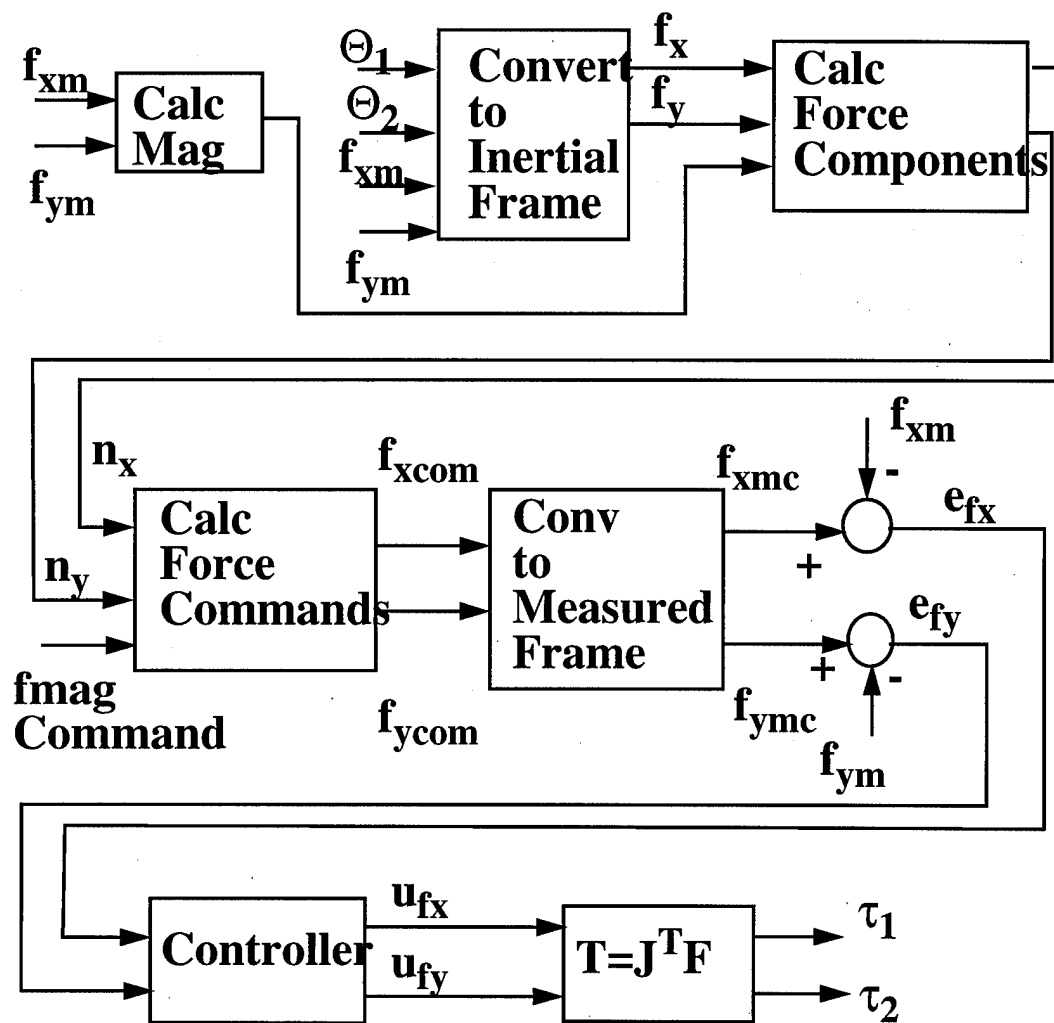 f_xm
f_ym
Calc
Mag
Θ_1
Θ_2
f_xm
f_ym
Convert
to
Inertial
Frame
f_x
f_y
Calc
Force
Components
n_x
n_y
fmag
Command
Calc
Force
Commands
f_xcom
f_ycom
Conv
to
Measured
Frame
f_xmc
f_ymc
f_xm
-
+
e_fx
e_fy
+
-
f_ym
Controller
u_fx
u_fy
T=J^TF
τ_1
τ_2